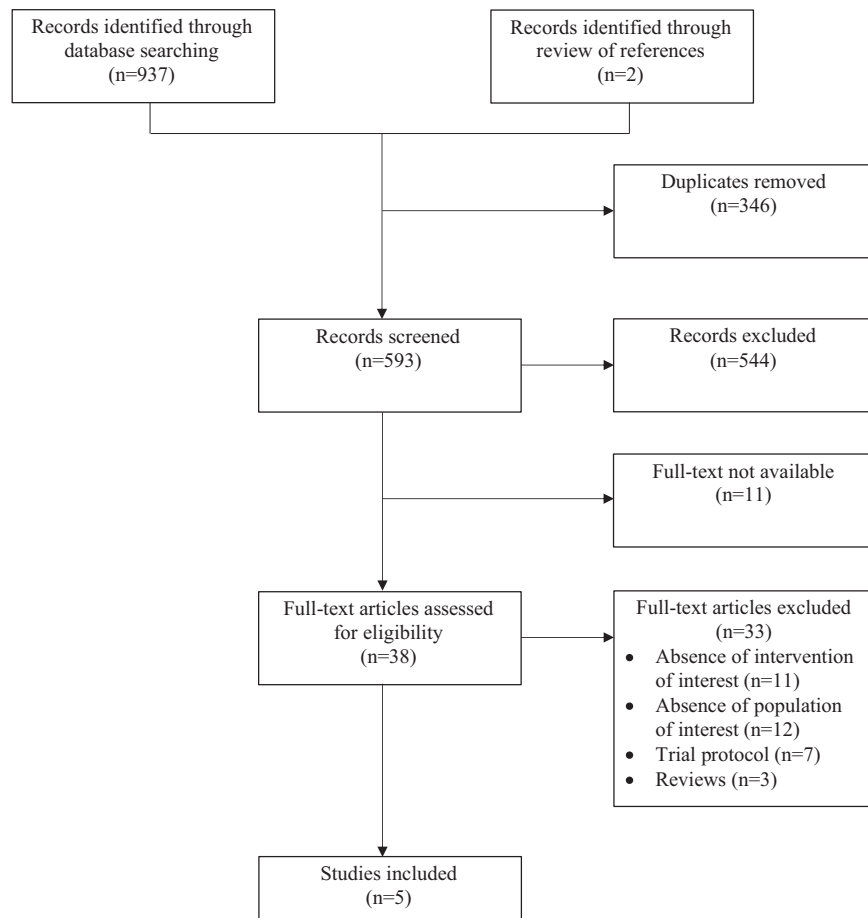 Records identified through
database searching
(n=937)
Records identified through
review of references
(n=2)
Duplicates removed
(n=346)
Records screened
(n=593)
Records excluded
(n=544)
Full-text not available
(n=11)
Full-text articles assessed
for eligibility
(n=38)
Full-text articles excluded
(n=33)
• Absence of intervention
of interest (n=11)
• Absence of population
of interest (n=12)
• Trial protocol (n=7)
• Reviews (n=3)
Studies included
(n=5)